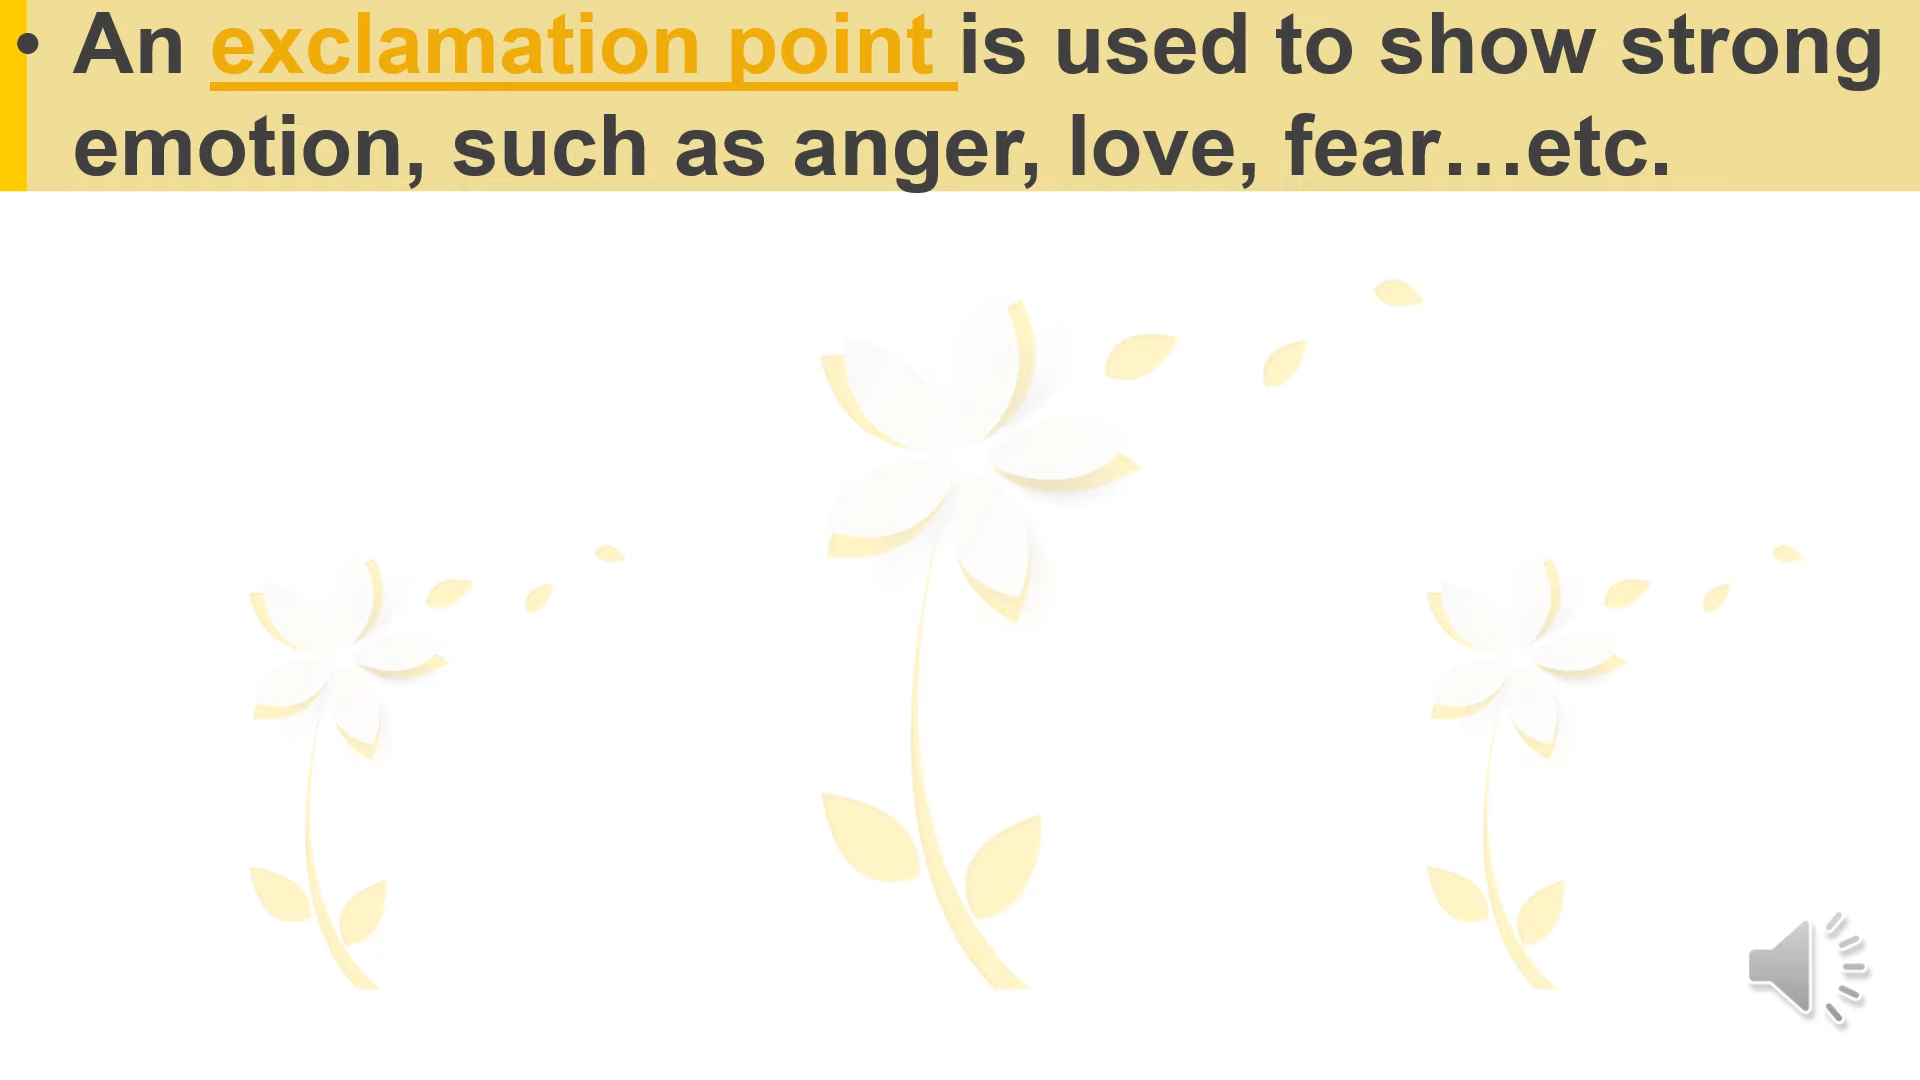 • An exclamation point is used to show strong
emotion, such as anger, love, fear…etc.